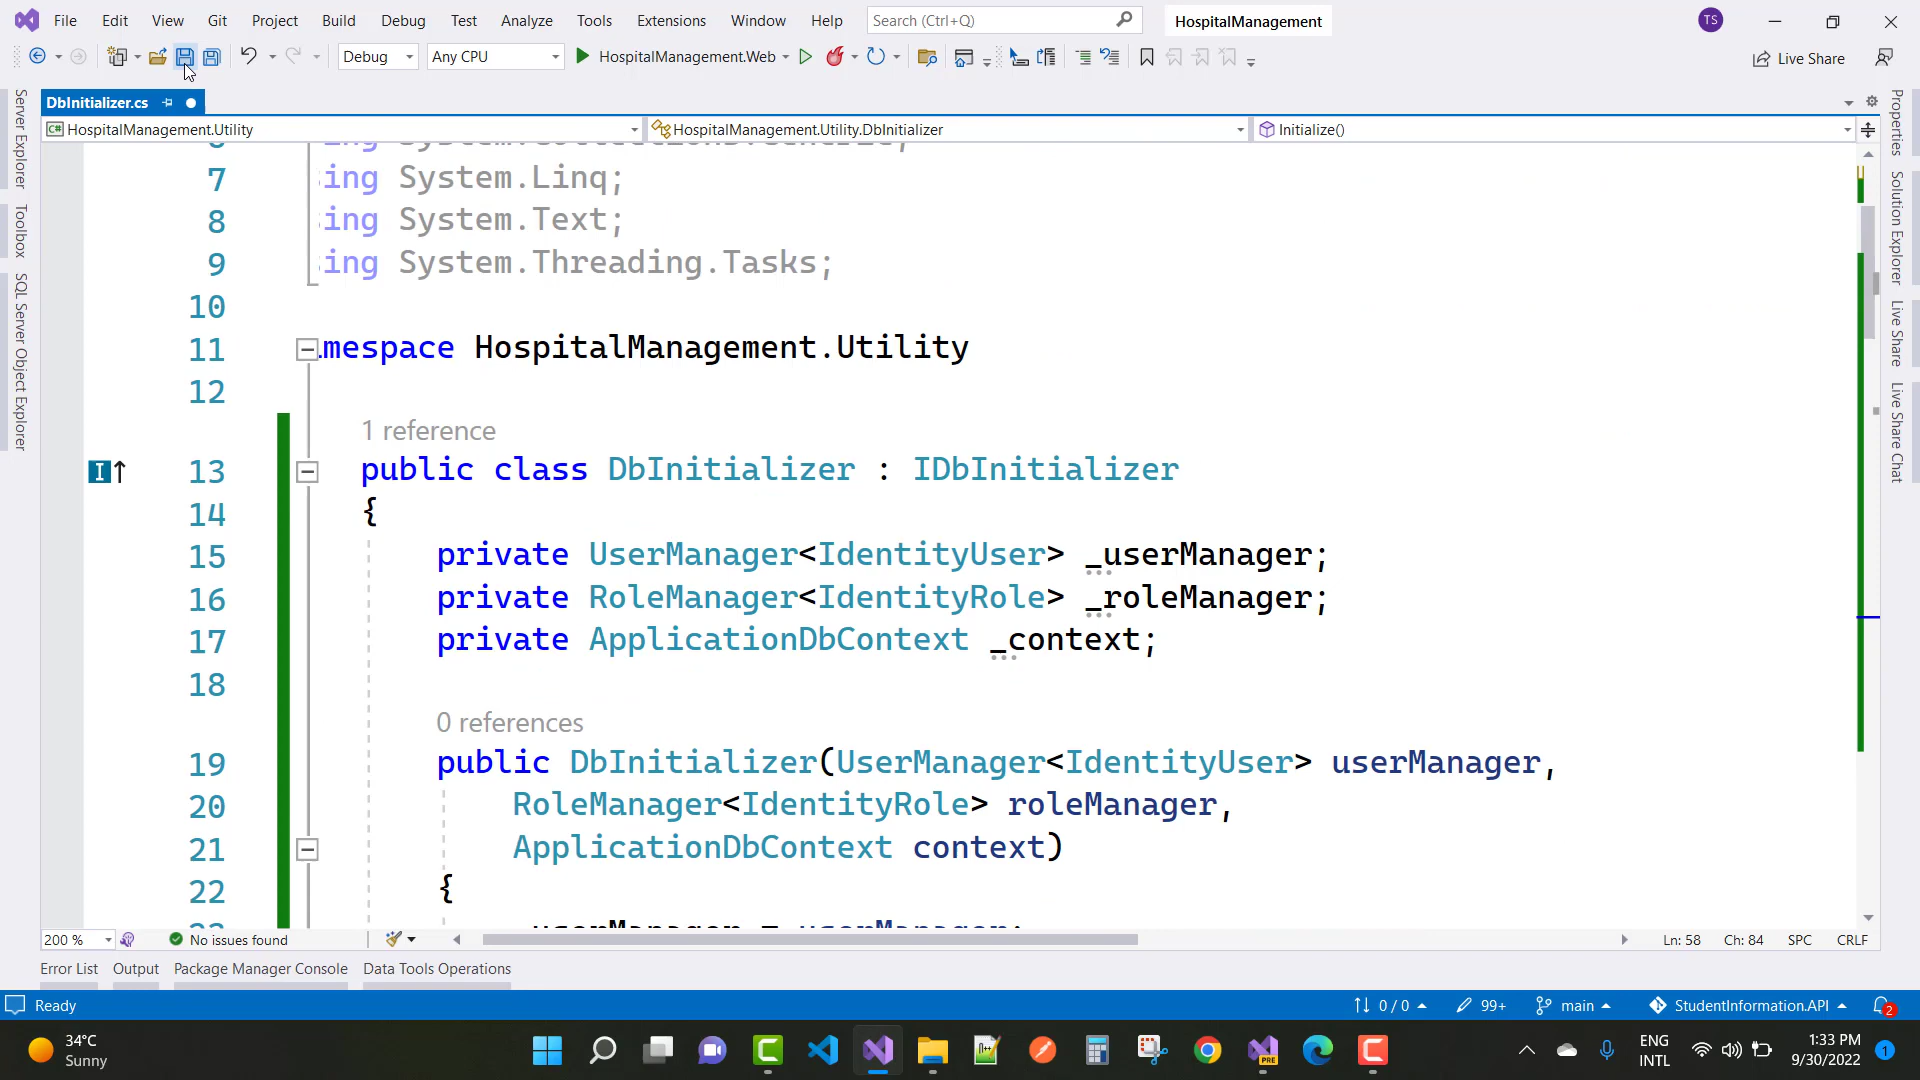 File Edit View Git Project Build Debug Test Analyze Tools Extensions Window Help Search (Ctrl+Q) HospitalManagement TS
Debug Any CPU HospitalManagement.Web Live Share
DbInitializer.cs
HospitalManagement.Utility HospitalManagement.Utility.DbInitializer Initialize()
Server Explorer
Toolbox
SQL Server Object Explorer
7 ing System.Linq;
8 ing System.Text;
9 ing System.Threading.Tasks;
10
11 mespace HospitalManagement.Utility
12
1 reference
13 public class DbInitializer : IDbInitializer
14 {
15 private UserManager<IdentityUser> _userManager;
16 private RoleManager<IdentityRole> _roleManager;
17 private ApplicationDbContext _context;
18
0 references
19 public DbInitializer(UserManager<IdentityUser> userManager,
20 RoleManager<IdentityRole> roleManager,
21 ApplicationDbContext context)
22 {
Properties
Solution Explorer
Live Share
Live Share Chat
200 % No issues found Ln: 58 Ch: 84 SPC CRLF
Error List Output Package Manager Console Data Tools Operations
Ready 0 / 0 99+ main StudentInformation.API 2
34°C
Sunny
PRE
ENG
INTL
1:33 PM
9/30/2022
1